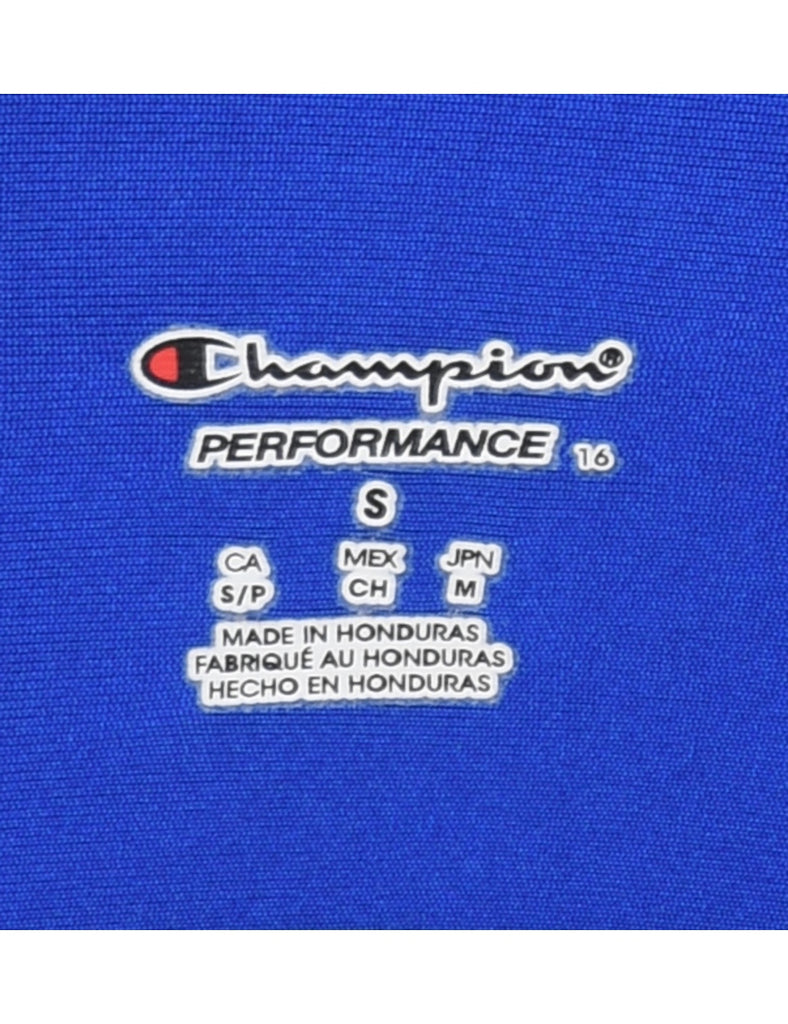 Champion®
PERFORMANCE 16
S
CA MEX JPN
S/P CH M
MADE IN HONDURAS
FABRIQUÉ AU HONDURAS
HECHO EN HONDURAS